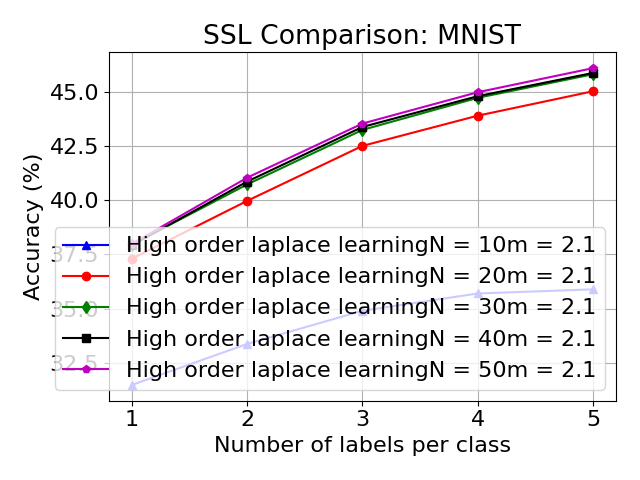 SSL Comparison: MNIST
Accuracy (%)
45.0
42.5
40.0
37.5
35.0
32.5
High order laplace learningN = 10m = 2.1
High order laplace learningN = 20m = 2.1
High order laplace learningN = 30m = 2.1
High order laplace learningN = 40m = 2.1
High order laplace learningN = 50m = 2.1
1 2 3 4 5
Number of labels per class